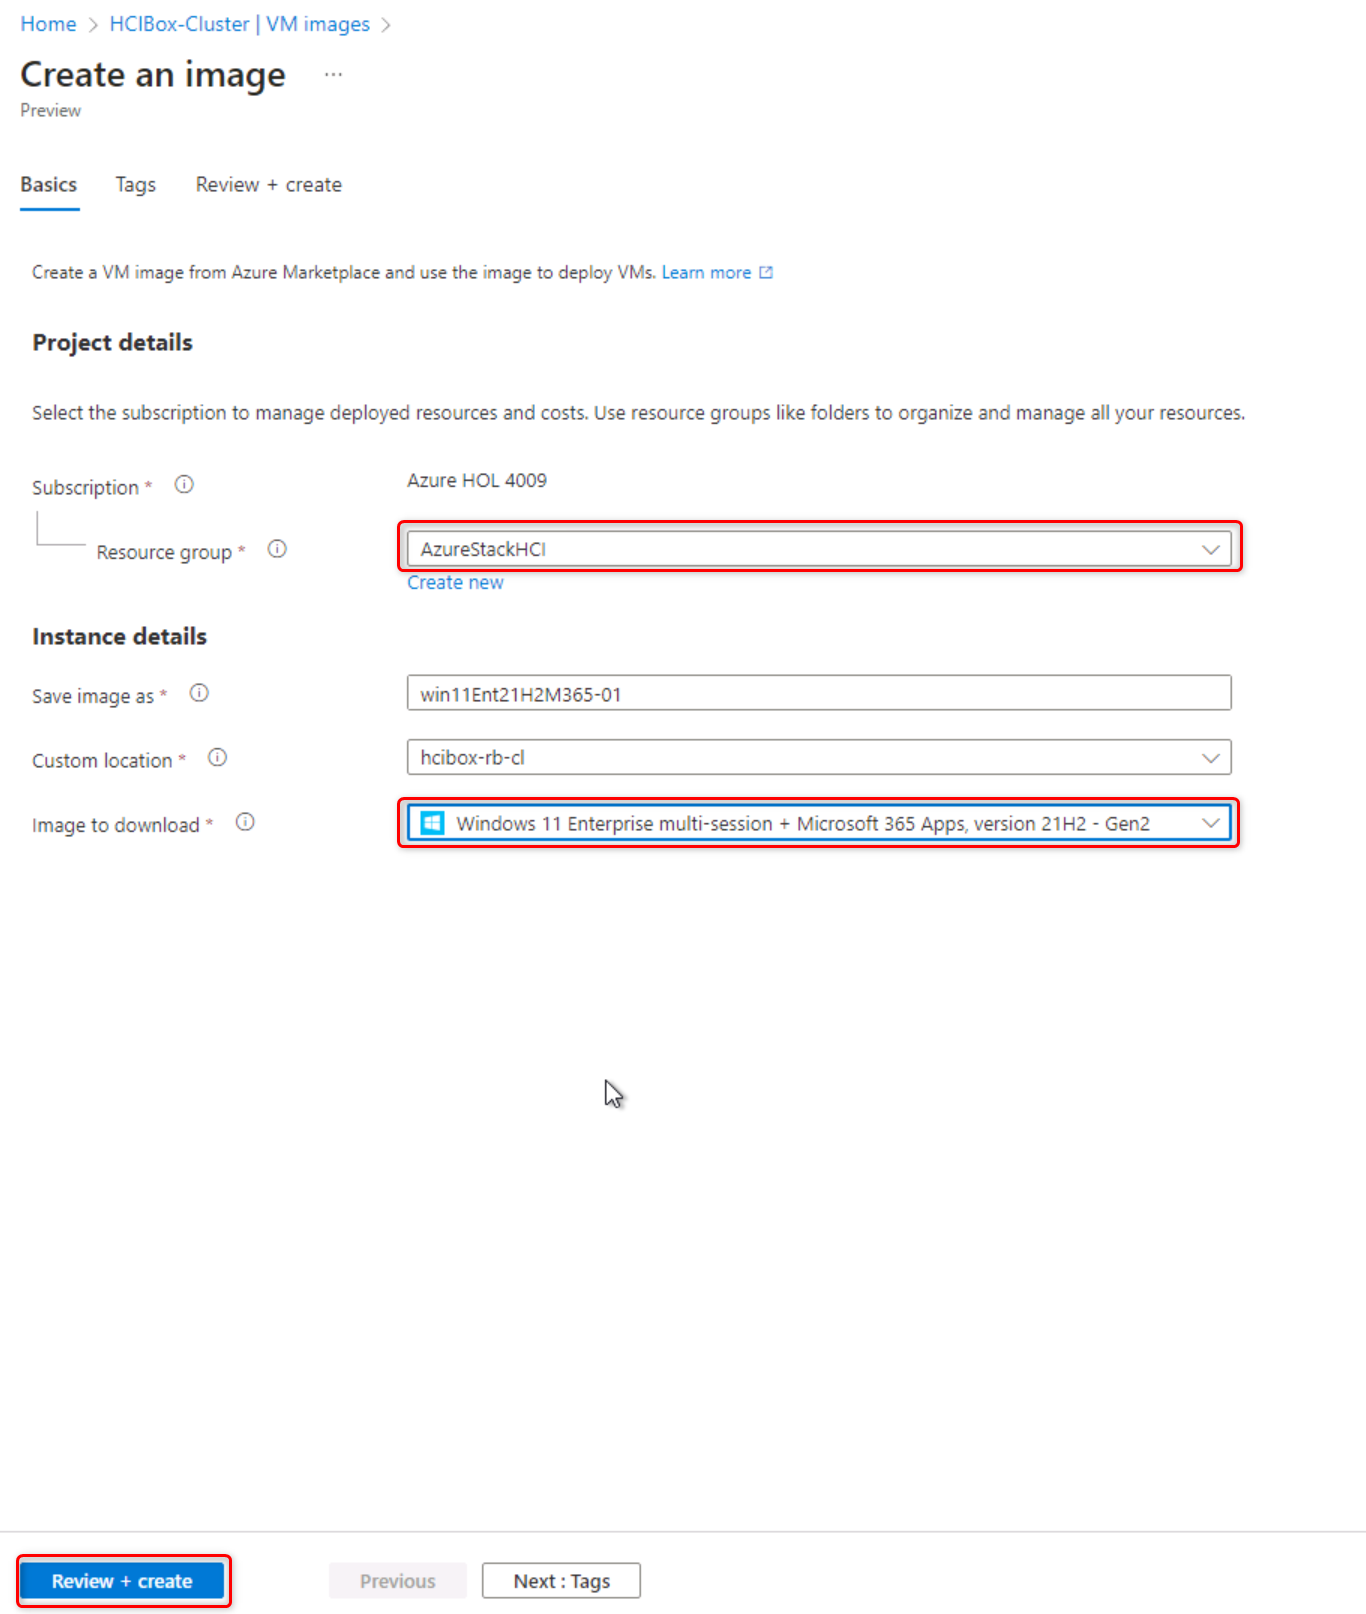 Home > HCIBox-Cluster | VM images >
Create an image ...
Preview
Basics Tags Review + create
Create a VM image from Azure Marketplace and use the image to deploy VMs. Learn more
Project details
Select the subscription to manage deployed resources and costs. Use resource groups like folders to organize and manage all your resources.
Subscription * Azure HOL 4009
Resource group * AzureStackHCI
Create new
Instance details
Save image as * win11Ent21H2M365-01
Custom location * hcibox-rb-cl
Image to download * Windows 11 Enterprise multi-session + Microsoft 365 Apps, version 21H2 - Gen2
Review + create Previous Next : Tags